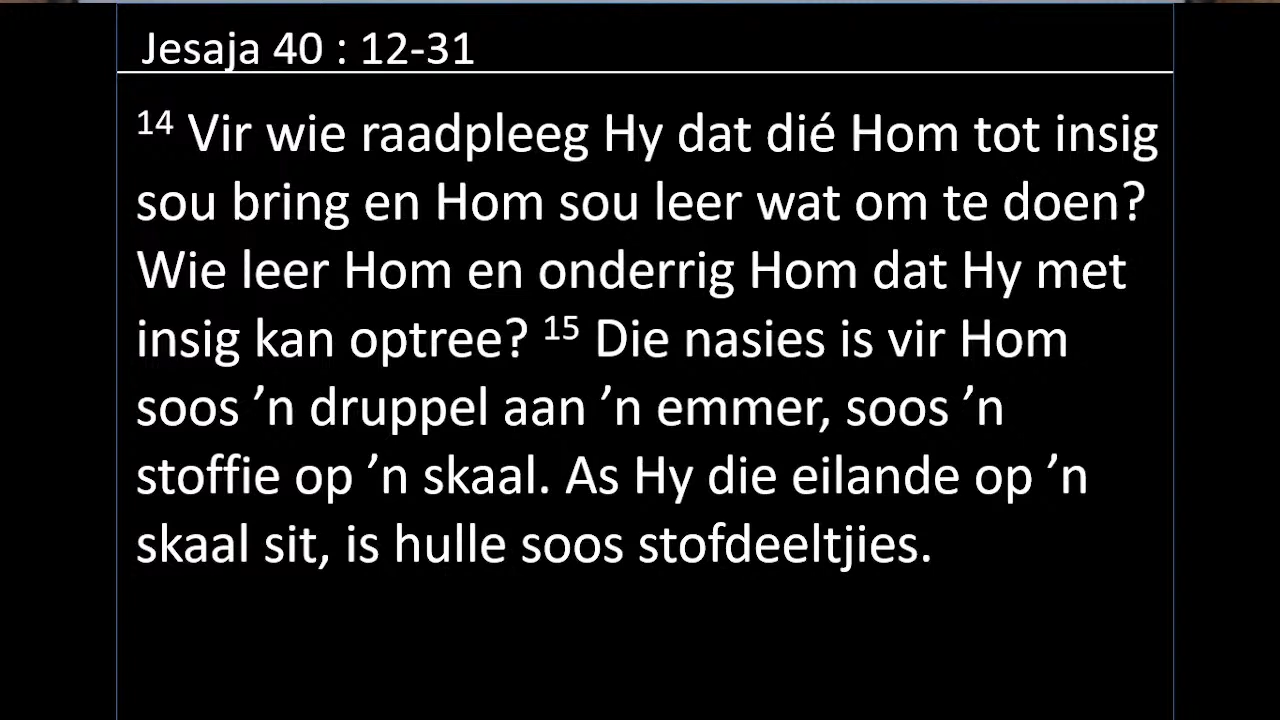 Jesaja 40 : 12-31
14 Vir wie raadpleeg Hy dat dié Hom tot insig
sou bring en Hom sou leer wat om te doen?
Wie leer Hom en onderrig Hom dat Hy met
insig kan optree? 15 Die nasies is vir Hom
soos ’n druppel aan ’n emmer, soos ’n
stoffie op ’n skaal. As Hy die eilande op ’n
skaal sit, is hulle soos stofdeeltjies.